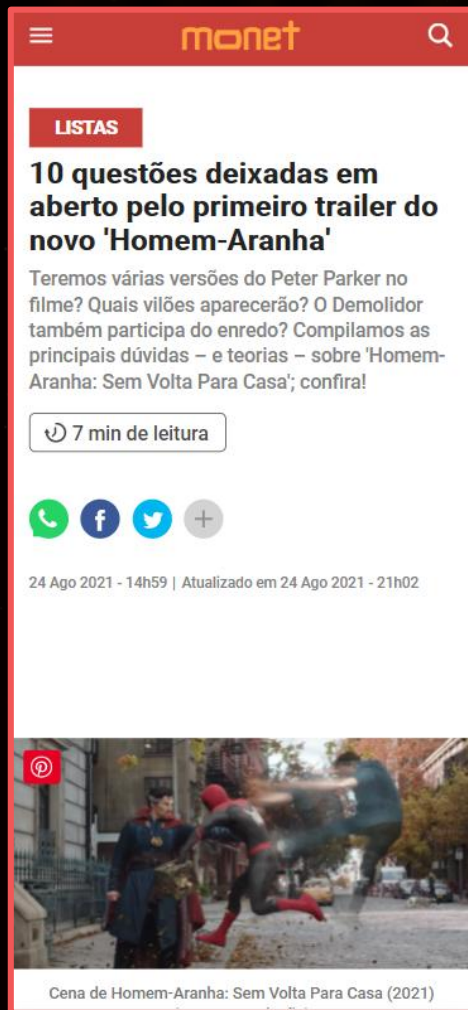 monet
LISTAS
10 questões deixadas em
aberto pelo primeiro trailer do
novo 'Homem-Aranha'
Teremos várias versões do Peter Parker no
filme? Quais vilões aparecerão? O Demolidor
também participa do enredo? Compilamos as
principais dúvidas – e teorias – sobre 'Homem-
Aranha: Sem Volta Para Casa'; confira!
7 min de leitura
24 Ago 2021 - 14h59 | Atualizado em 24 Ago 2021 - 21h02
Cena de Homem-Aranha: Sem Volta Para Casa (2021)